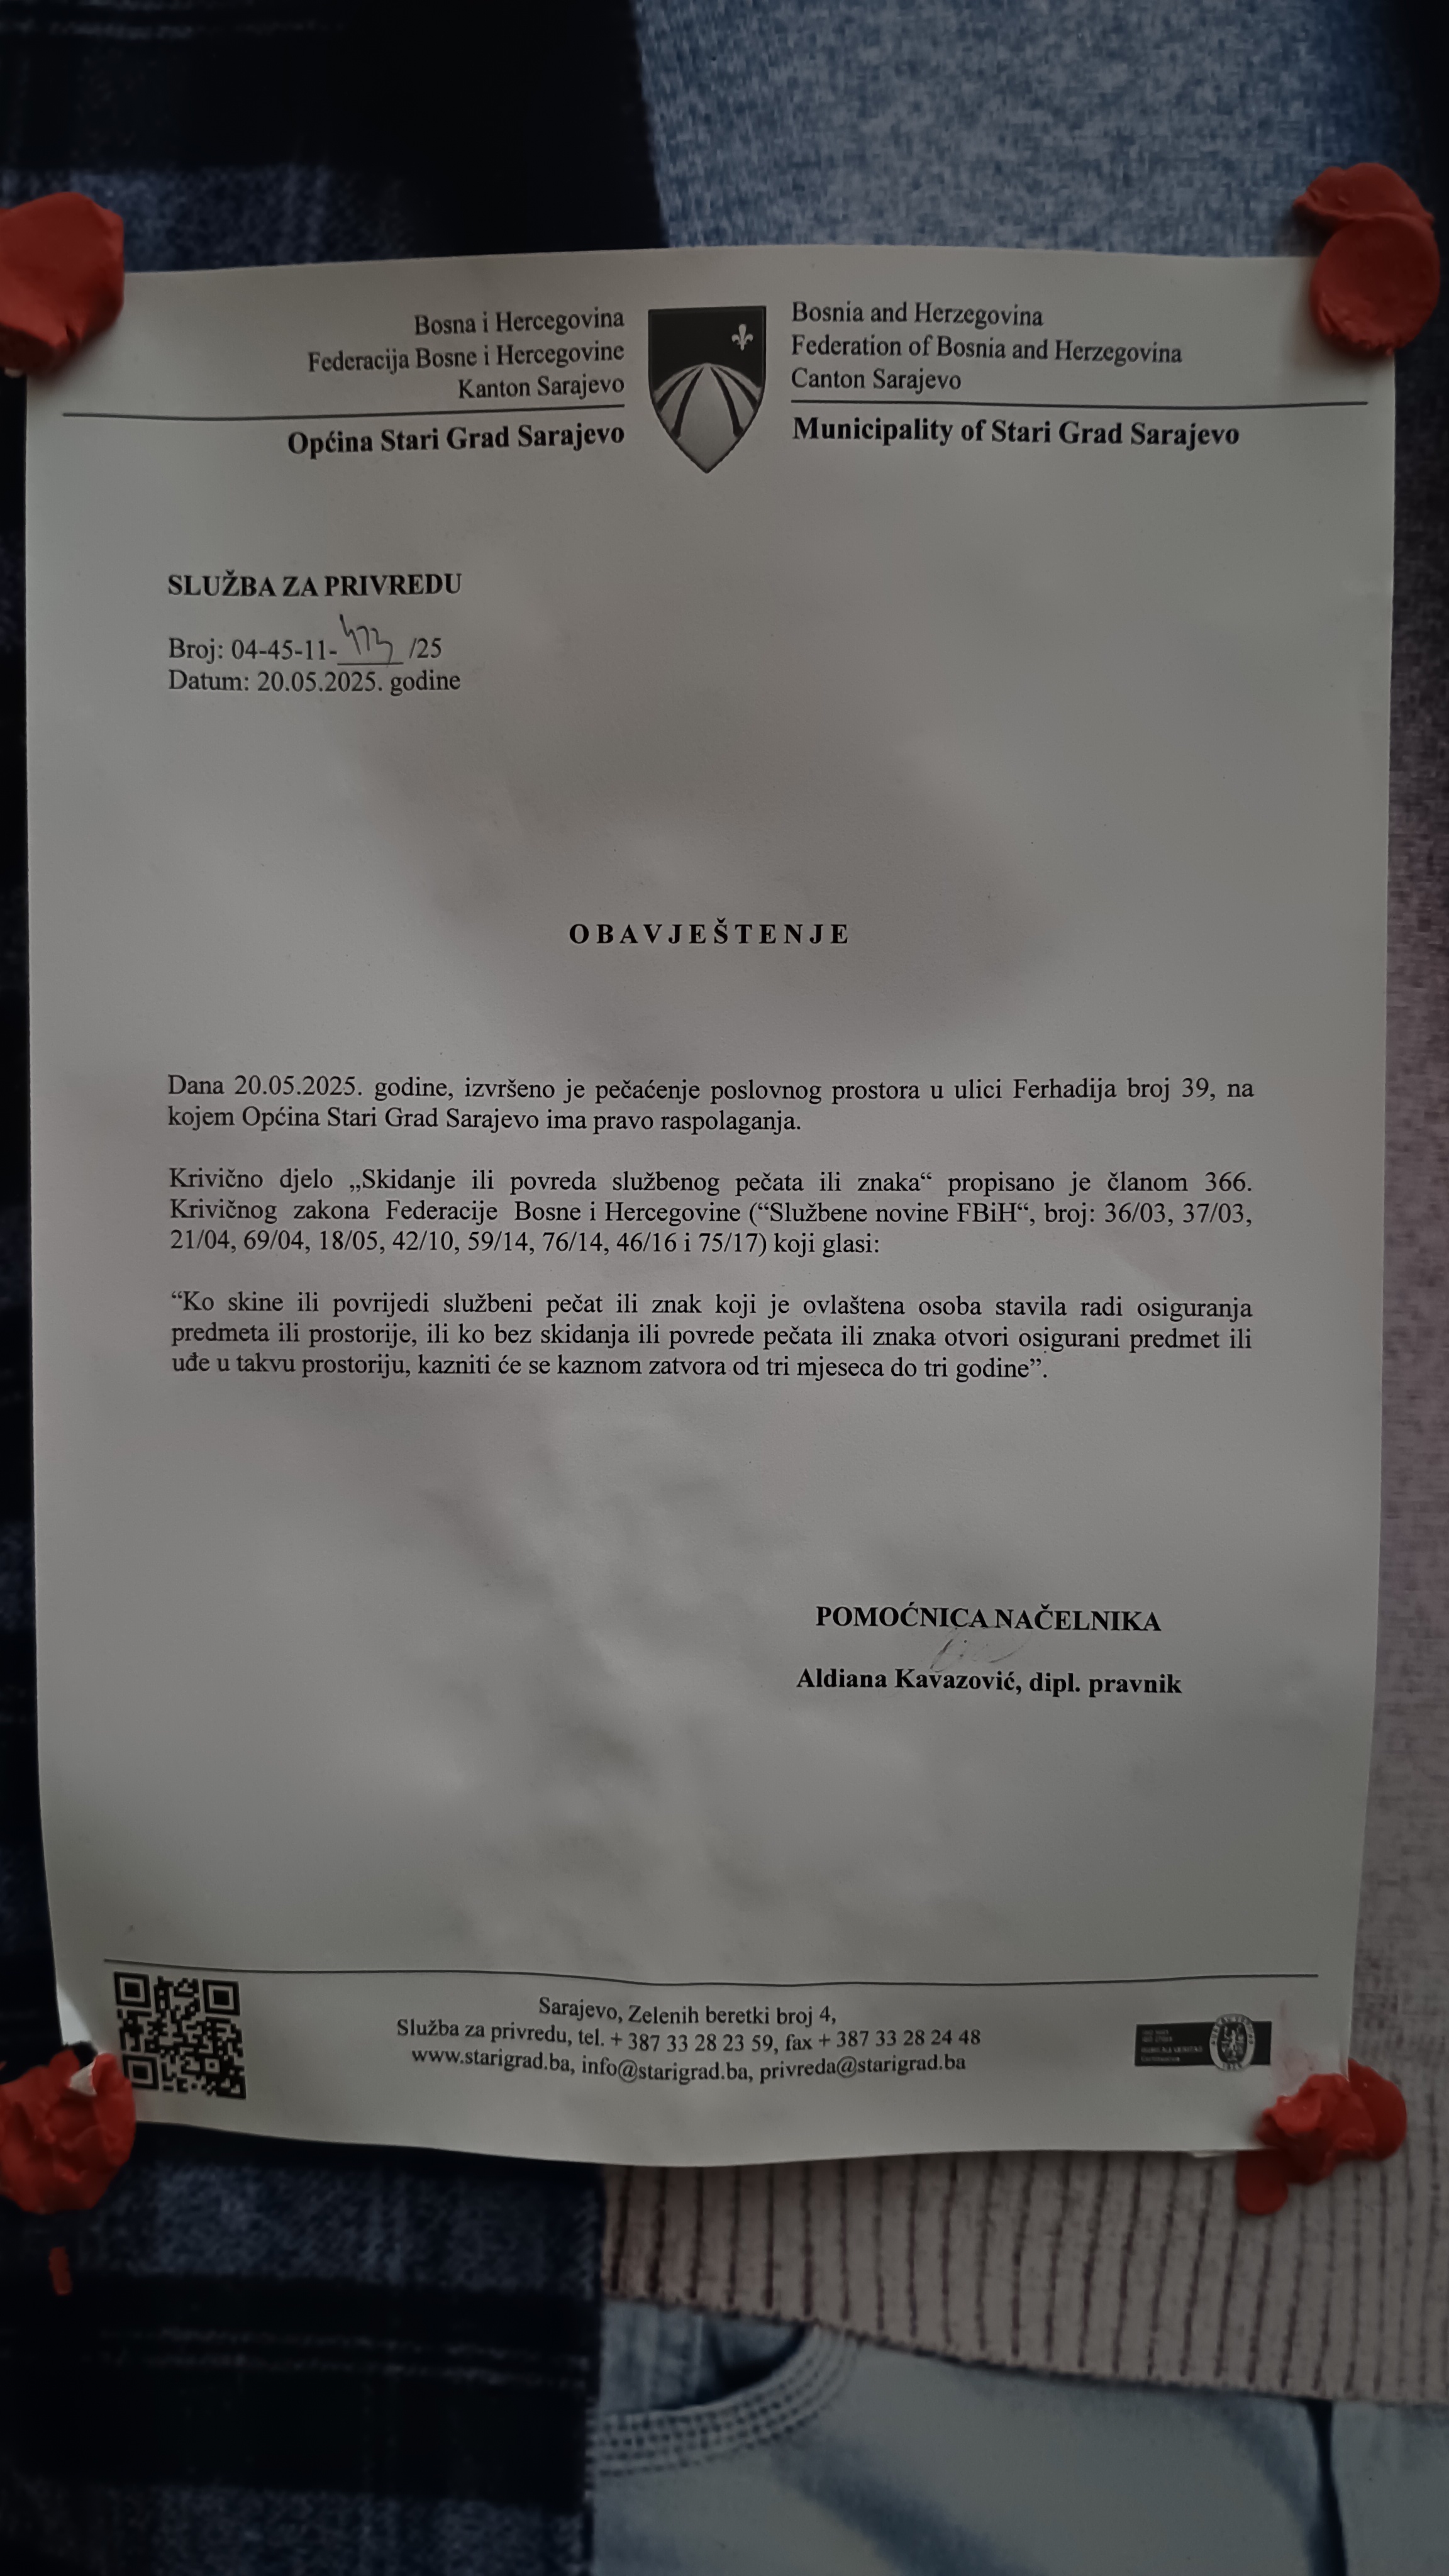 Bosna i Hercegovina
Federacija Bosne i Hercegovine
Kanton Sarajevo
Općina Stari Grad Sarajevo
Bosnia and Herzegovina
Federation of Bosnia and Herzegovina
Canton Sarajevo
Municipality of Stari Grad Sarajevo
SLUŽBA ZA PRIVREDU
Broj: 04-45-11- /25
Datum: 20.05.2025. godine
OBAVJEŠTENJE
Dana 20.05.2025. godine, izvršeno je pečaćenje poslovnog prostora u ulici Ferhadija broj 39, na
kojem Općina Stari Grad Sarajevo ima pravo raspolaganja.
Krivično djelo „Skidanje ili povreda službenog pečata ili znaka“ propisano je članom 366.
Krivičnog zakona Federacije Bosne i Hercegovine (“Službene novine FBiH“, broj: 36/03, 37/03,
21/04, 69/04, 18/05, 42/10, 59/14, 76/14, 46/16 i 75/17) koji glasi:
“Ko skine ili povrijedi službeni pečat ili znak koji je ovlaštena osoba stavila radi osiguranja
predmeta ili prostorije, ili ko bez skidanja ili povrede pečata ili znaka otvori osigurani predmet ili
uđe u takvu prostoriju, kazniti će se kaznom zatvora od tri mjeseca do tri godine”.
POMOĆNICA NAČELNIKA
Aldiana Kavazović, dipl. pravnik
Sarajevo, Zelenih beretki broj 4,
Služba za privredu, tel. + 387 33 28 23 59, fax + 387 33 28 24 48
www.starigrad.ba, info@starigrad.ba, privreda@starigrad.ba